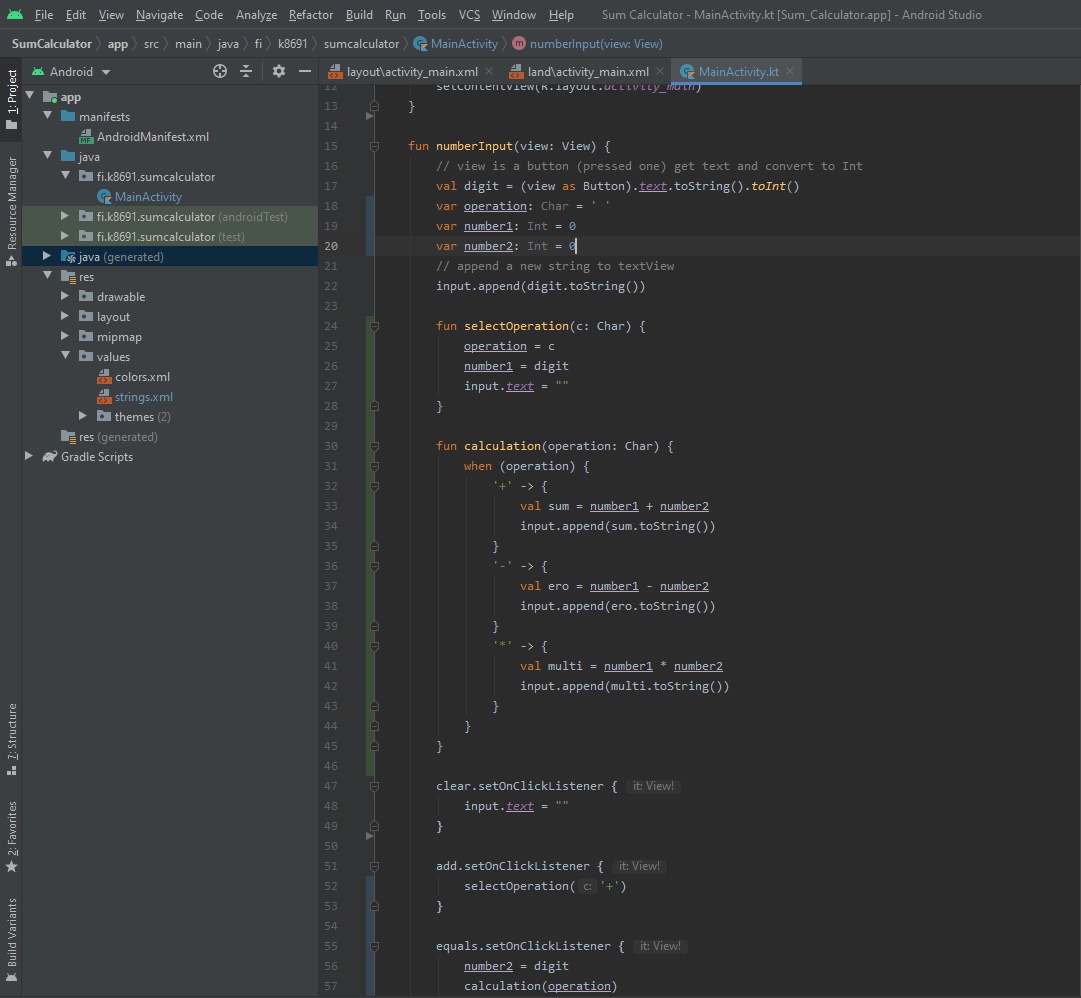 File Edit View Navigate Code Analyze Refactor Build Run Tools VCS Window Help Sum Calculator - MainActivity.kt [Sum_Calculator.app] - Android Studio
SumCalculator app src main java fi k8691 sumcalculator MainActivity m numberInput(view: View)
1: Project
Resource Manager
7: Structure
2: Favorites
Build Variants
Android
app
manifests
AndroidManifest.xml
java
fi.k8691.sumcalculator
MainActivity
fi.k8691.sumcalculator (androidTest)
fi.k8691.sumcalculator (test)
java (generated)
res
drawable
layout
mipmap
values
colors.xml
strings.xml
themes (2)
res (generated)
Gradle Scripts
layout\activity_main.xml land\activity_main.xml MainActivity.kt
12 setContentView(R.layout.activity_main)
13 }
14
15 fun numberInput(view: View) {
16 // view is a button (pressed one) get text and convert to Int
17 val digit = (view as Button).text.toString().toInt()
18 var operation: Char = ' '
19 var number1: Int = 0
20 var number2: Int = 0
21 // append a new string to textView
22 input.append(digit.toString())
23
24 fun selectOperation(c: Char) {
25 operation = c
26 number1 = digit
27 input.text = ""
28 }
29
30 fun calculation(operation: Char) {
31 when (operation) {
32 '+' -> {
33 val sum = number1 + number2
34 input.append(sum.toString())
35 }
36 '-' -> {
37 val ero = number1 - number2
38 input.append(ero.toString())
39 }
40 '*' -> {
41 val multi = number1 * number2
42 input.append(multi.toString())
43 }
44 }
45 }
46
47 clear.setOnClickListener { it: View!
48 input.text = ""
49 }
50
51 add.setOnClickListener { it: View!
52 selectOperation( c: '+')
53 }
54
55 equals.setOnClickListener { it: View!
56 number2 = digit
57 calculation(operation)